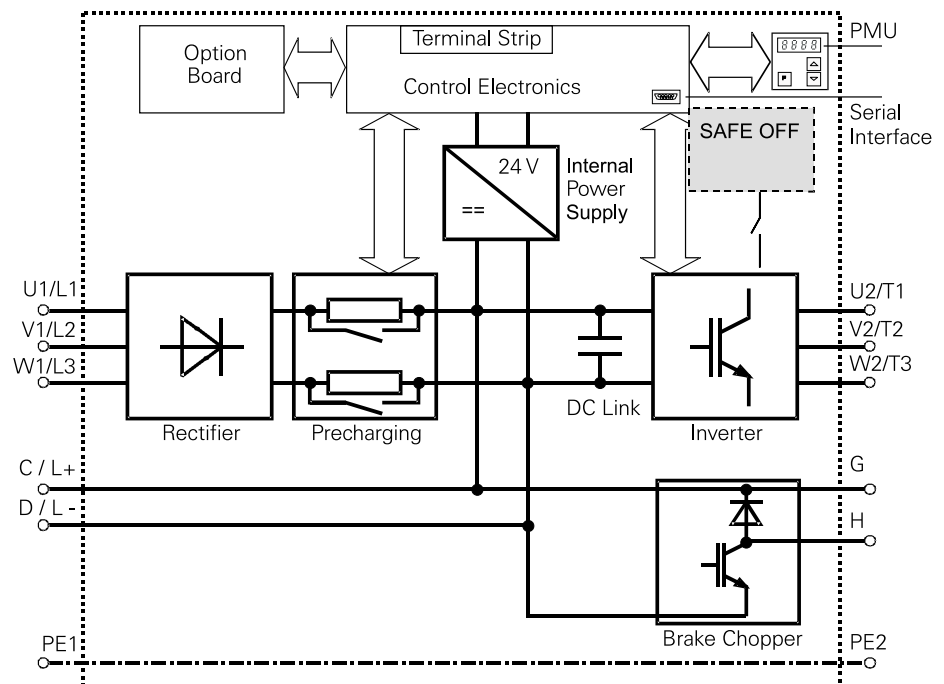 PMU
Option
Board
Terminal Strip
Control Electronics
8888
P
Serial
Interface
SAFE OFF
24 V
==
Internal
Power
Supply
U1/L1
V1/L2
W1/L3
U2/T1
V2/T2
W2/T3
Rectifier
Precharging
DC Link
Inverter
C / L+
D / L -
G
H
Brake Chopper
PE1
PE2